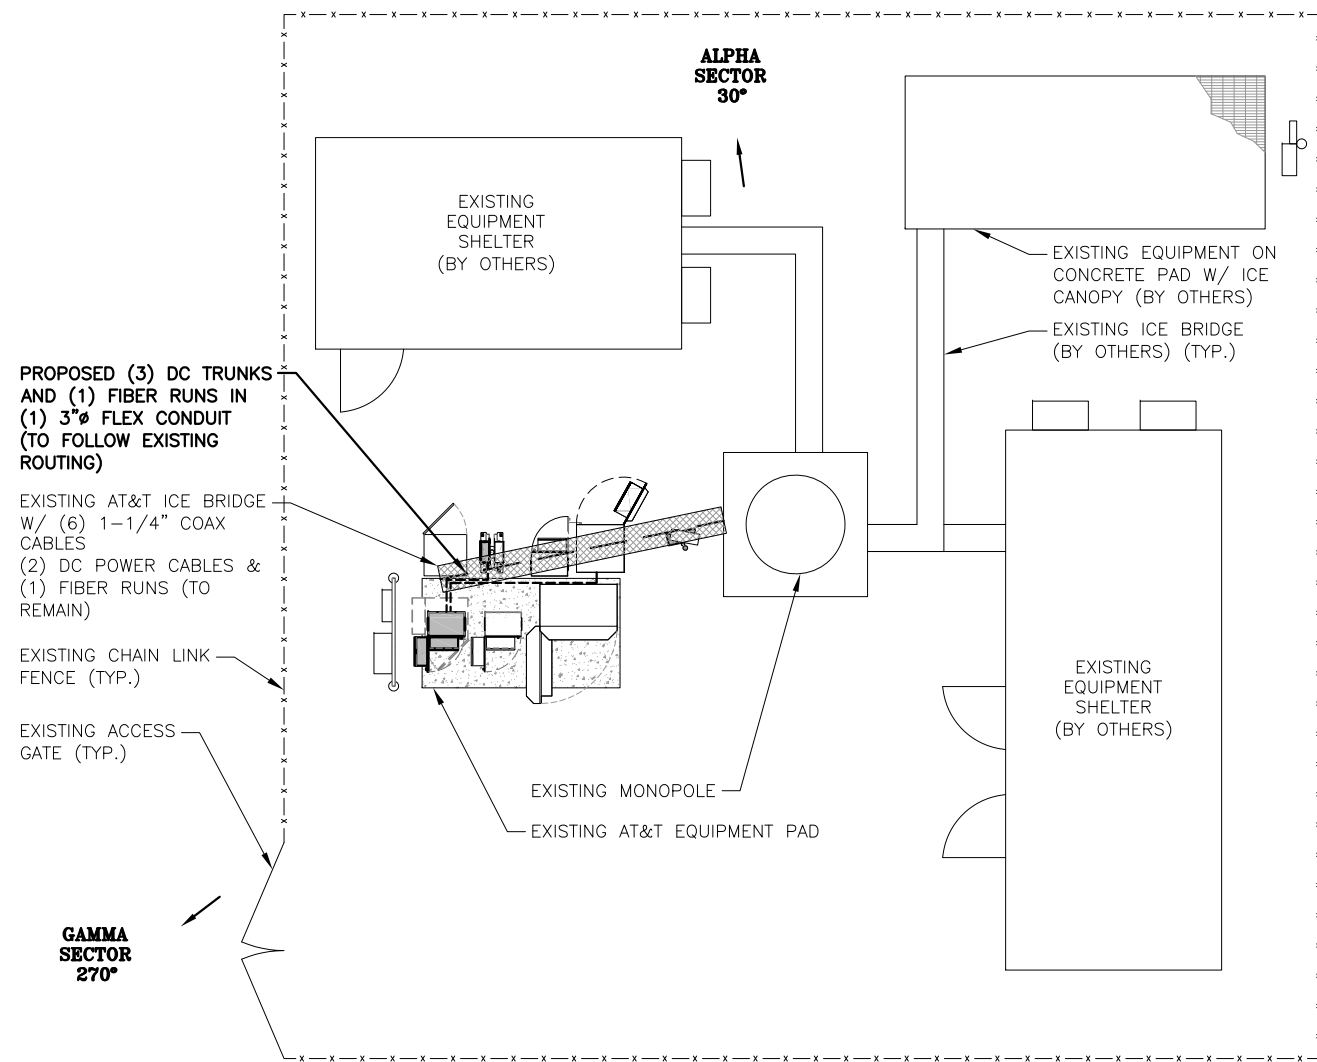 ALPHA
SECTOR
30°
EXISTING
EQUIPMENT
SHELTER
(BY OTHERS)
EXISTING EQUIPMENT ON
CONCRETE PAD W/ ICE
CANOPY (BY OTHERS)
EXISTING ICE BRIDGE
(BY OTHERS) (TYP.)
PROPOSED (3) DC TRUNKS
AND (1) FIBER RUNS IN
(1) 3"ø FLEX CONDUIT
(TO FOLLOW EXISTING
ROUTING)
EXISTING AT&T ICE BRIDGE
W/ (6) 1-1/4" COAX
CABLES
(2) DC POWER CABLES &
(1) FIBER RUNS (TO
REMAIN)
EXISTING CHAIN LINK
FENCE (TYP.)
EXISTING ACCESS
GATE (TYP.)
EXISTING
EQUIPMENT
SHELTER
(BY OTHERS)
EXISTING MONOPOLE
EXISTING AT&T EQUIPMENT PAD
GAMMA
SECTOR
270°